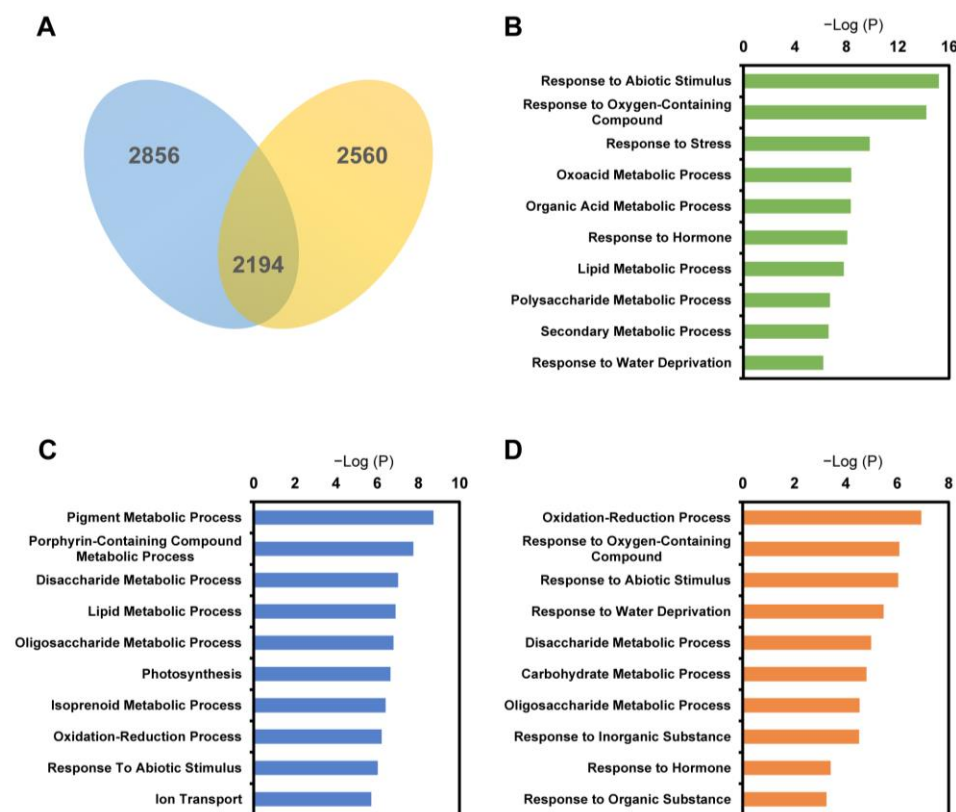 A
2856
2560
2194
B
−Log (P)
0 4 8 12 16
Response to Abiotic Stimulus
Response to Oxygen-Containing
Compound
Response to Stress
Oxoacid Metabolic Process
Organic Acid Metabolic Process
Response to Hormone
Lipid Metabolic Process
Polysaccharide Metabolic Process
Secondary Metabolic Process
Response to Water Deprivation
C
−Log (P)
0 2 4 6 8 10
Pigment Metabolic Process
Porphyrin-Containing Compound
Metabolic Process
Disaccharide Metabolic Process
Lipid Metabolic Process
Oligosaccharide Metabolic Process
Photosynthesis
Isoprenoid Metabolic Process
Oxidation-Reduction Process
Response To Abiotic Stimulus
Ion Transport
D
−Log (P)
0 2 4 6 8
Oxidation-Reduction Process
Response to Oxygen-Containing
Compound
Response to Abiotic Stimulus
Response to Water Deprivation
Disaccharide Metabolic Process
Carbohydrate Metabolic Process
Oligosaccharide Metabolic Process
Response to Inorganic Substance
Response to Hormone
Response to Organic Substance